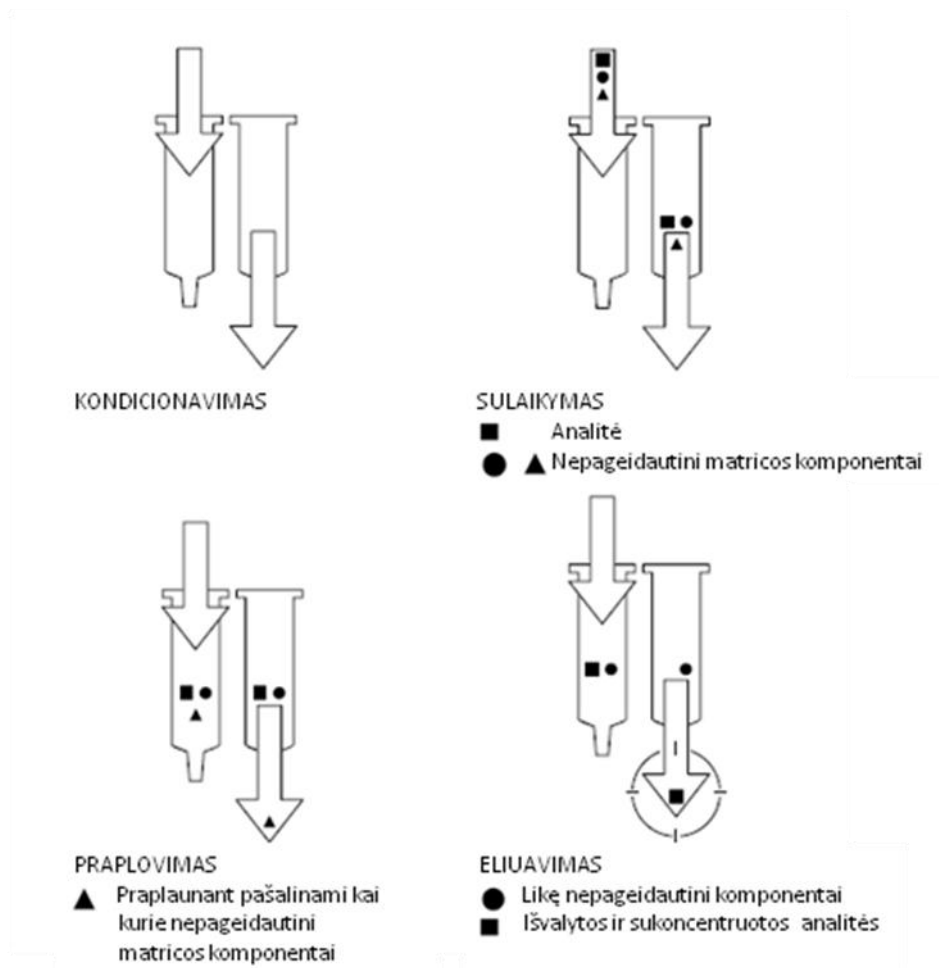 KONDICIONAVIMAS
SULAIKYMAS
Analitė
Nepageidautini matricos komponentai
PRAPLOVIMAS
Praplaunant pašalinami kai
kurie nepageidautini
matricos komponentai
ELIUAVIMAS
Likę nepageidautini komponentai
Išvalytos ir sukoncentruotos analitės